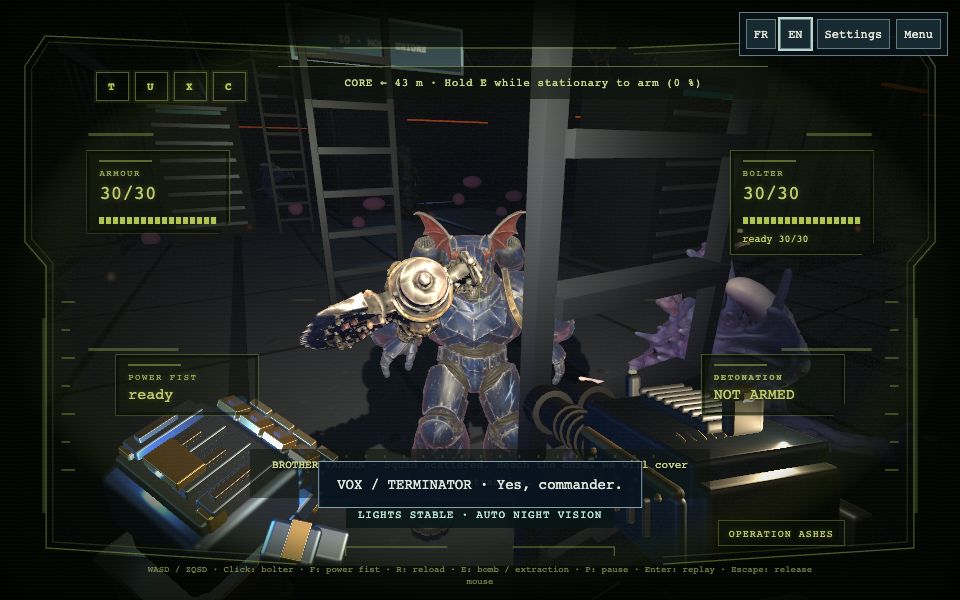 FR EN Settings Menu
T U X C
CORE ← 43 m · Hold E while stationary to arm (0 %)
ARMOUR
30/30
BOLTER
30/30
ready 30/30
POWER FIST
ready
DETONATION
NOT ARMED
BROTHER
cover
VOX / TERMINATOR · Yes, commander.
LIGHTS STABLE · AUTO NIGHT VISION
OPERATION ASHES
WASD / ZQSD · Click: bolter · F: power fist · R: reload · E: bomb / extraction · P: pause · Enter: replay · Escape: release
mouse